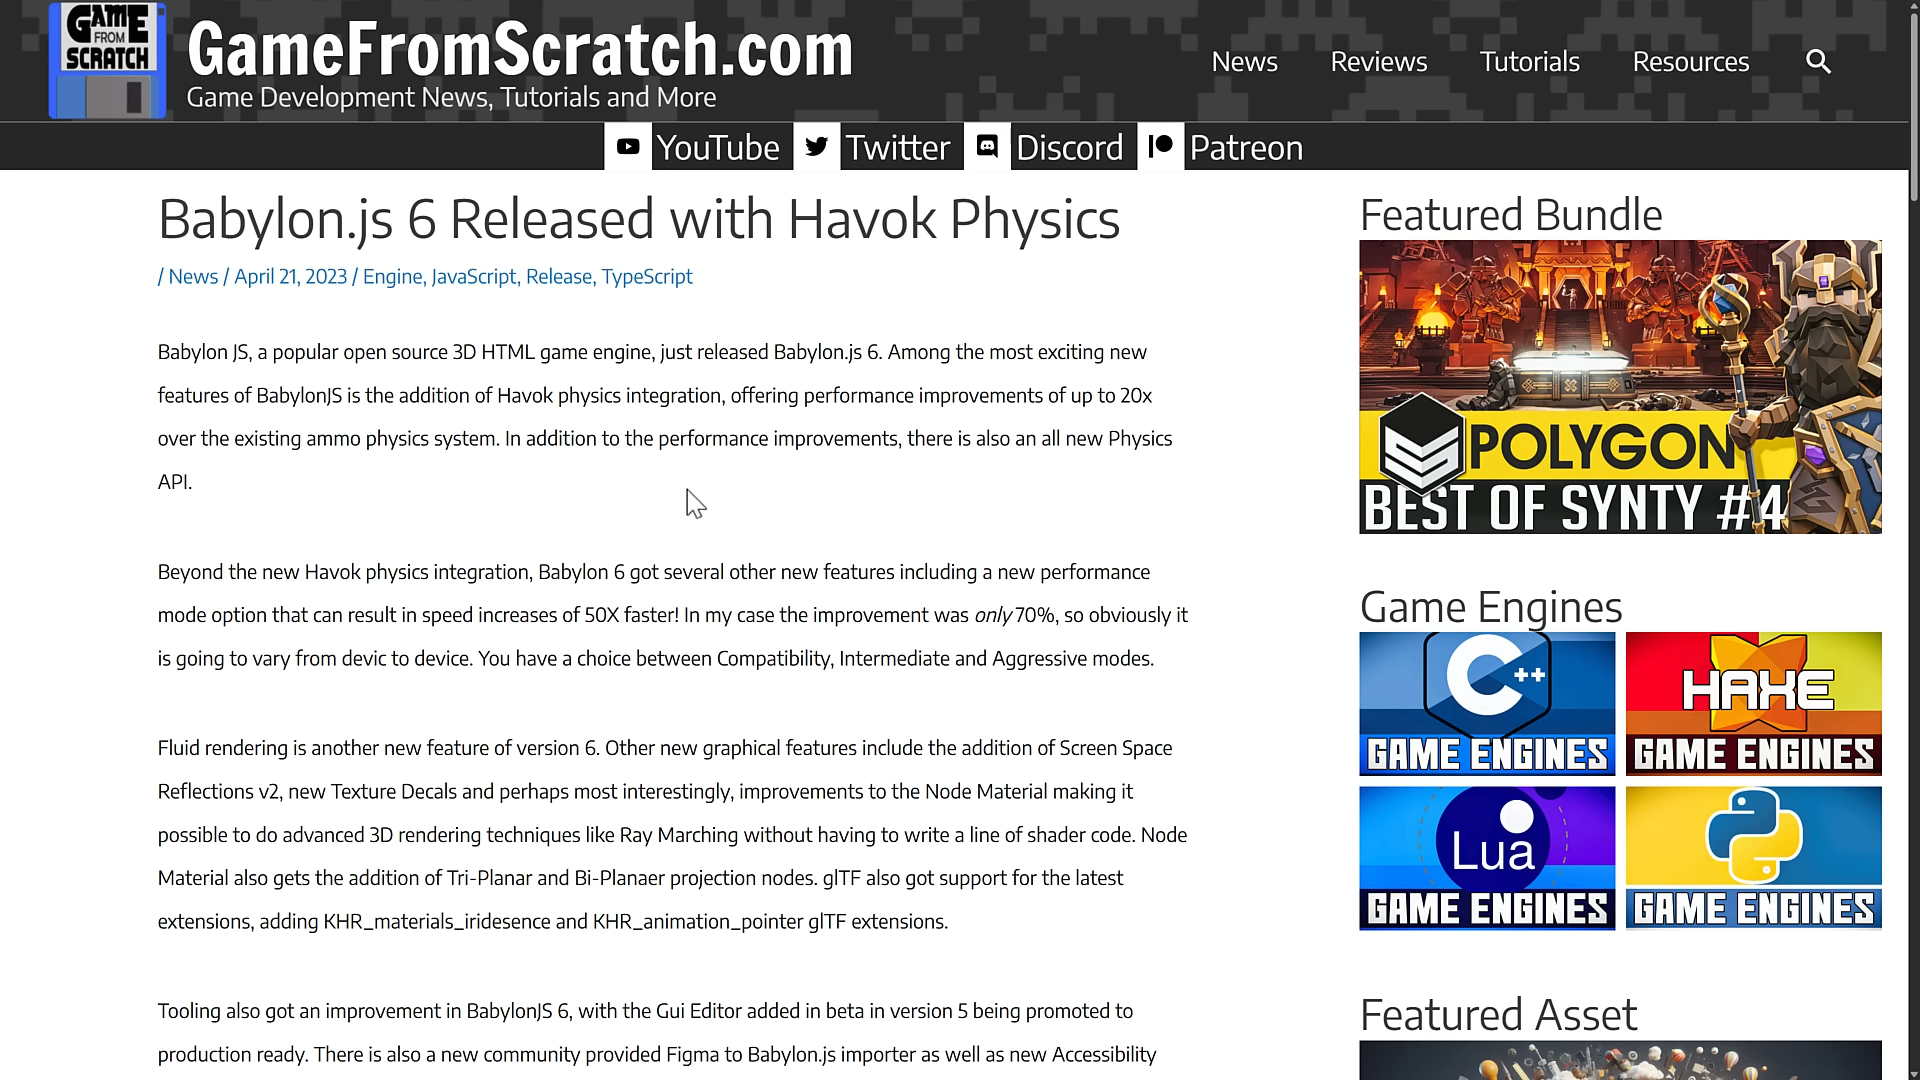 GAME
FROM
SCRATCH
GameFromScratch.com
Game Development News, Tutorials and More
News
Reviews
Tutorials
Resources
YouTube
Twitter
Discord
Patreon
Babylon.js 6 Released with Havok Physics
/ News / April 21, 2023 / Engine, JavaScript, Release, TypeScript
Babylon JS, a popular open source 3D HTML game engine, just released Babylon.js 6. Among the most exciting new
features of BabylonJS is the addition of Havok physics integration, offering performance improvements of up to 20x
over the existing ammo physics system. In addition to the performance improvements, there is also an all new Physics
API.
Beyond the new Havok physics integration, Babylon 6 got several other new features including a new performance
mode option that can result in speed increases of 50X faster! In my case the improvement was only 70%, so obviously it
is going to vary from devic to device. You have a choice between Compatibility, Intermediate and Aggressive modes.
Fluid rendering is another new feature of version 6. Other new graphical features include the addition of Screen Space
Reflections v2, new Texture Decals and perhaps most interestingly, improvements to the Node Material making it
possible to do advanced 3D rendering techniques like Ray Marching without having to write a line of shader code. Node
Material also gets the addition of Tri-Planar and Bi-Planaer projection nodes. glTF also got support for the latest
extensions, adding KHR_materials_iridesence and KHR_animation_pointer glTF extensions.
Tooling also got an improvement in BabylonJS 6, with the Gui Editor added in beta in version 5 being promoted to
production ready. There is also a new community provided Figma to Babylon.js importer as well as new Accessibility
Featured Bundle
POLYGON
BEST OF SYNTY #4
Game Engines
C++
GAME ENGINES
HAXE
GAME ENGINES
Lua
GAME ENGINES
GAME ENGINES
Featured Asset